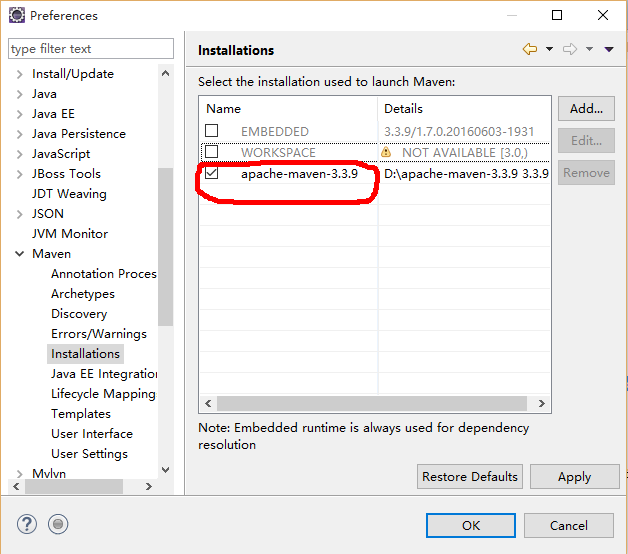 Preferences
type filter text
Install/Update
Java
Java EE
Java Persistence
JavaScript
JBoss Tools
JDT Weaving
JSON
JVM Monitor
Maven
Annotation Proces
Archetypes
Discovery
Errors/Warnings
Installations
Java EE Integration
Lifecycle Mapping
Templates
User Interface
User Settings
Mylyn
Installations
Select the installation used to launch Maven:
Name Details
EMBEDDED 3.3.9/1.7.0.20160603-1931
WORKSPACE NOT AVAILABLE [3.0,)
apache-maven-3.3.9 D:\apache-maven-3.3.9 3.3.9
Add...
Edit...
Remove
Note: Embedded runtime is always used for dependency
resolution
Restore Defaults Apply
OK Cancel